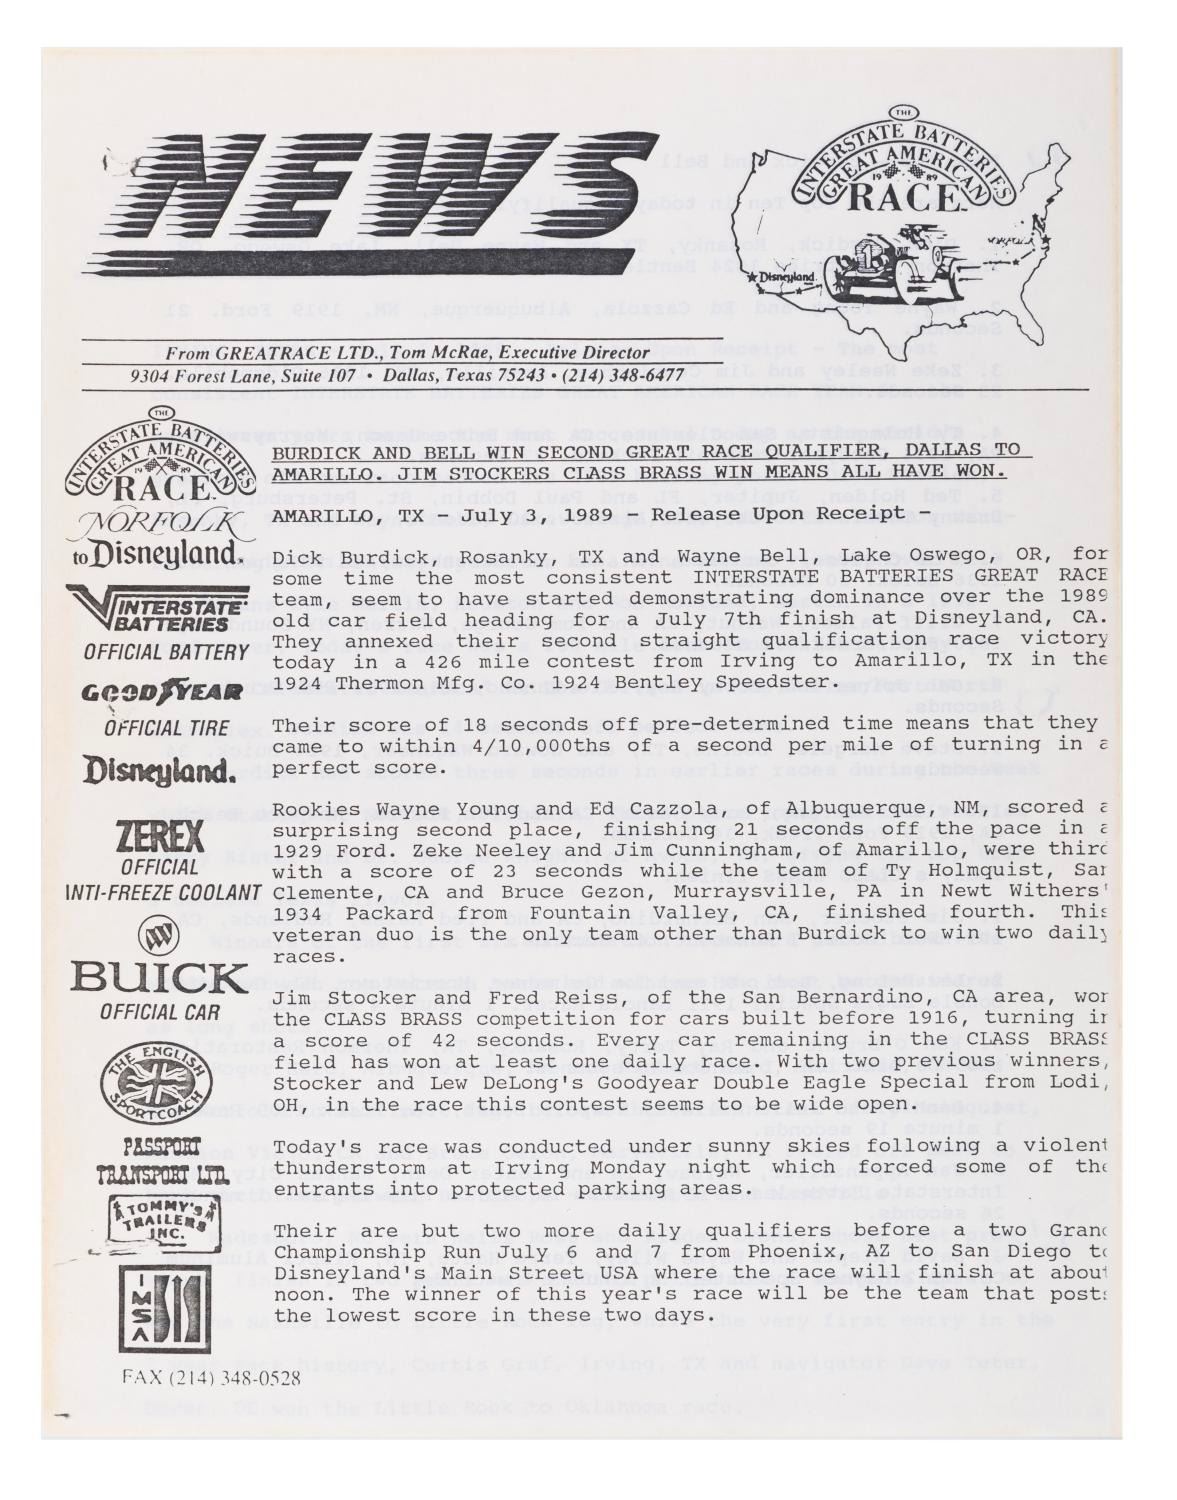 NEWS
THE
INTERSTATE BATTERIES
GREAT AMERICAN
1989
RACE
Disneyland.
NORFOLK
From GREATRACE LTD., Tom McRae, Executive Director
9304 Forest Lane, Suite 107 • Dallas, Texas 75243 • (214) 348-6477
THE
INTERSTATE BATTERIES
GREAT AMERICAN
1989
RACE
NORFOLK
to Disneyland.
INTERSTATE
BATTERIES
OFFICIAL BATTERY
GOODYEAR
OFFICIAL TIRE
Disneyland.
ZEREX
OFFICIAL
INTI-FREEZE COOLANT
BUICK
OFFICIAL CAR
THE ENGLISH
SPORTCOACH
PASSPORT
TRANSPORT LTD.
TOMMY'S
TRAILERS
INC.
IMSA
FAX (214) 348-0528
BURDICK AND BELL WIN SECOND GREAT RACE QUALIFIER, DALLAS TO
AMARILLO. JIM STOCKERS CLASS BRASS WIN MEANS ALL HAVE WON.
AMARILLO, TX - July 3, 1989 - Release Upon Receipt -
Dick Burdick, Rosanky, TX and Wayne Bell, Lake Oswego, OR, for
some time the most consistent INTERSTATE BATTERIES GREAT RACE
team, seem to have started demonstrating dominance over the 1989
old car field heading for a July 7th finish at Disneyland, CA.
They annexed their second straight qualification race victory
today in a 426 mile contest from Irving to Amarillo, TX in the
1924 Thermon Mfg. Co. 1924 Bentley Speedster.
Their score of 18 seconds off pre-determined time means that they
came to within 4/10,000ths of a second per mile of turning in a
perfect score.
Rookies Wayne Young and Ed Cazzola, of Albuquerque, NM, scored a
surprising second place, finishing 21 seconds off the pace in a
1929 Ford. Zeke Neeley and Jim Cunningham, of Amarillo, were third
with a score of 23 seconds while the team of Ty Holmquist, San
Clemente, CA and Bruce Gezon, Murraysville, PA in Newt Withers'
1934 Packard from Fountain Valley, CA, finished fourth. This
veteran duo is the only team other than Burdick to win two daily
races.
Jim Stocker and Fred Reiss, of the San Bernardino, CA area, won
the CLASS BRASS competition for cars built before 1916, turning in
a score of 42 seconds. Every car remaining in the CLASS BRASS
field has won at least one daily race. With two previous winners,
Stocker and Lew DeLong's Goodyear Double Eagle Special from Lodi,
OH, in the race this contest seems to be wide open.
Today's race was conducted under sunny skies following a violent
thunderstorm at Irving Monday night which forced some of the
entrants into protected parking areas.
Their are but two more daily qualifiers before a two Grand
Championship Run July 6 and 7 from Phoenix, AZ to San Diego to
Disneyland's Main Street USA where the race will finish at about
noon. The winner of this year's race will be the team that posts
the lowest score in these two days.